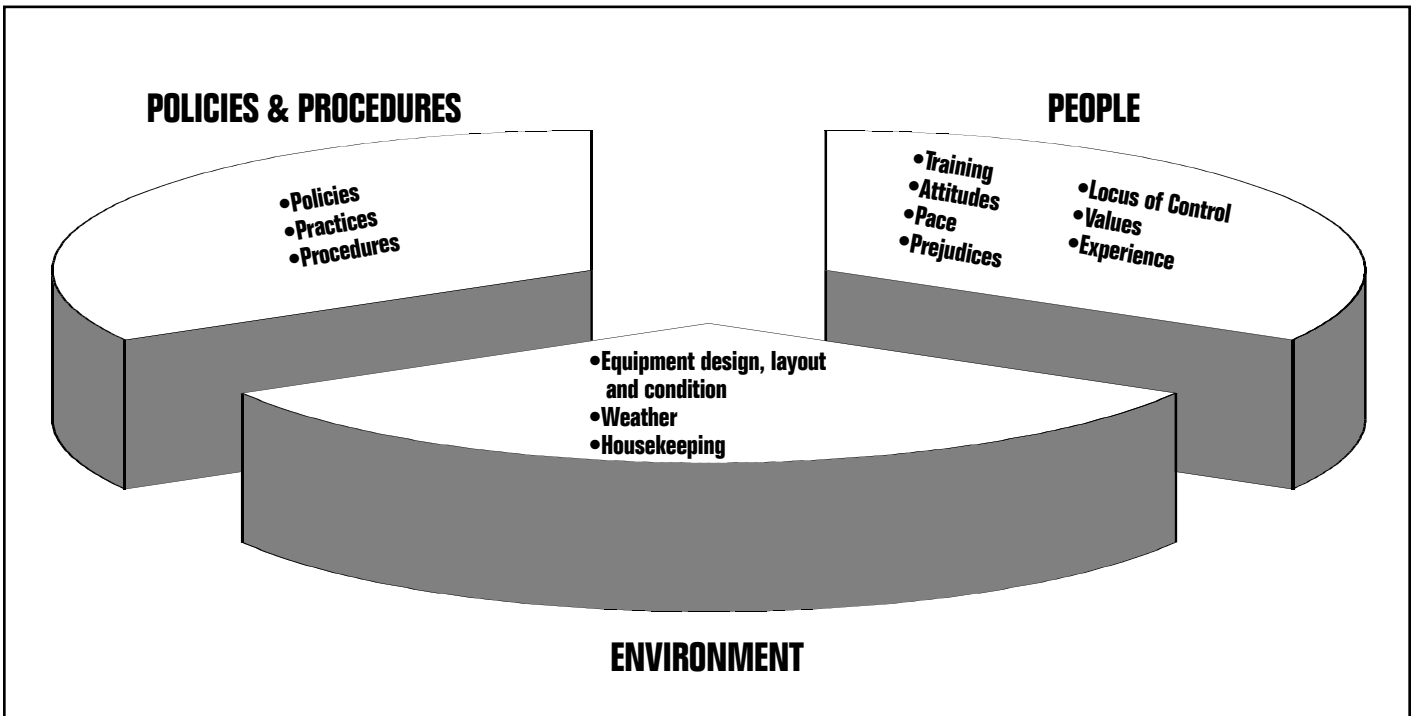 POLICIES & PROCEDURES
•Policies
•Practices
•Procedures
PEOPLE
•Training
•Attitudes
•Pace
•Prejudices
•Locus of Control
•Values
•Experience
•Equipment design, layout
and condition
•Weather
•Housekeeping
ENVIRONMENT